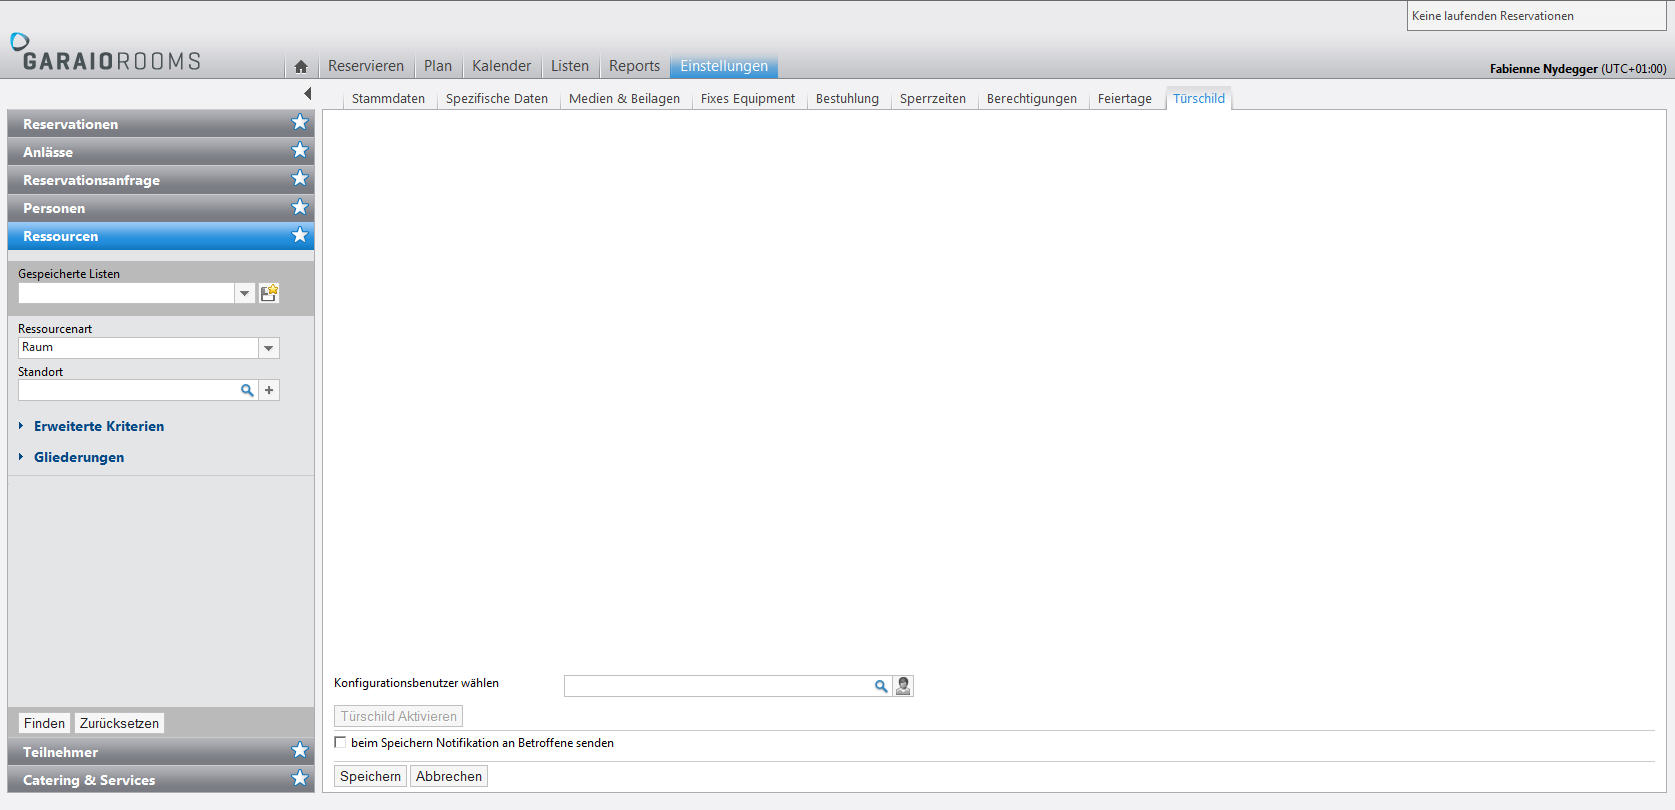 Keine laufenden Reservationen
GARAIOROOMS
Reservieren Plan Kalender Listen Reports Einstellungen
Fabienne Nydegger (UTC+01:00)
Stammdaten Spezifische Daten Medien & Beilagen Fixes Equipment Bestuhlung Sperrzeiten Berechtigungen Feiertage Türschild
Reservationen
Anlässe
Reservationsanfrage
Personen
Ressourcen
Gespeicherte Listen
Ressourcenart
Raum
Standort
Erweiterte Kriterien
Gliederungen
Finden Zurücksetzen
Teilnehmer
Catering & Services
Konfigurationsbenutzer wählen
Türschild Aktivieren
beim Speichern Notifikation an Betroffene senden
Speichern Abbrechen